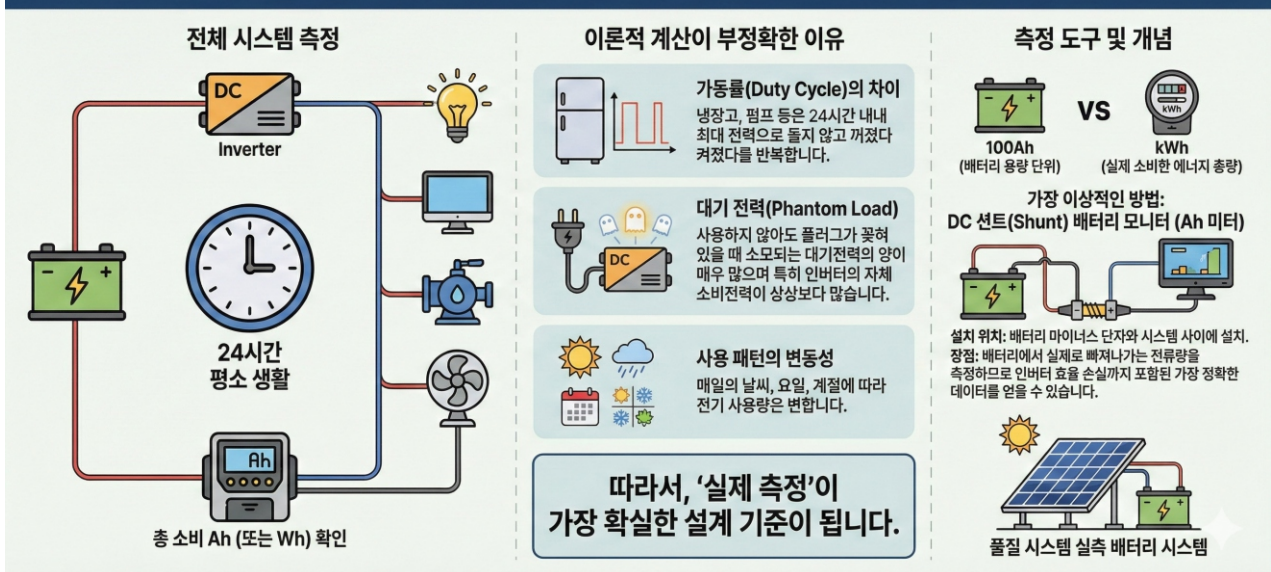 전체 시스템 측정
DC
Inverter
24시간
평소 생활
Ah
총 소비 Ah (또는 Wh) 확인
이론적 계산이 부정확한 이유
가동률(Duty Cycle)의 차이
냉장고, 펌프 등은 24시간 내내
최대 전력으로 돌지 않고 꺼졌다
켜졌다를 반복합니다.
DC
대기 전력(Phantom Load)
사용하지 않아도 플러그가 꽂혀
있을 때 소모되는 대기전력의 양이
매우 많으며 특히 인버터의 자체
소비전력이 상상보다 많습니다.
사용 패턴의 변동성
매일의 날씨, 요일, 계절에 따라
전기 사용량은 변합니다.
따라서, ‘실제 측정’이
가장 확실한 설계 기준이 됩니다.
측정 도구 및 개념
VS
kWh
100Ah
(배터리 용량 단위)
kWh
(실제 소비한 에너지 총량)
가장 이상적인 방법:
DC 션트(Shunt) 배터리 모니터 (Ah 미터)
설치 위치: 배터리 마이너스 단자와 시스템 사이에 설치.
장점: 배터리에서 실제로 빠져나가는 전류량을
측정하므로 인버터 효율 손실까지 포함된 가장 정확한
데이터를 얻을 수 있습니다.
풀질 시스템 실측 배터리 시스템